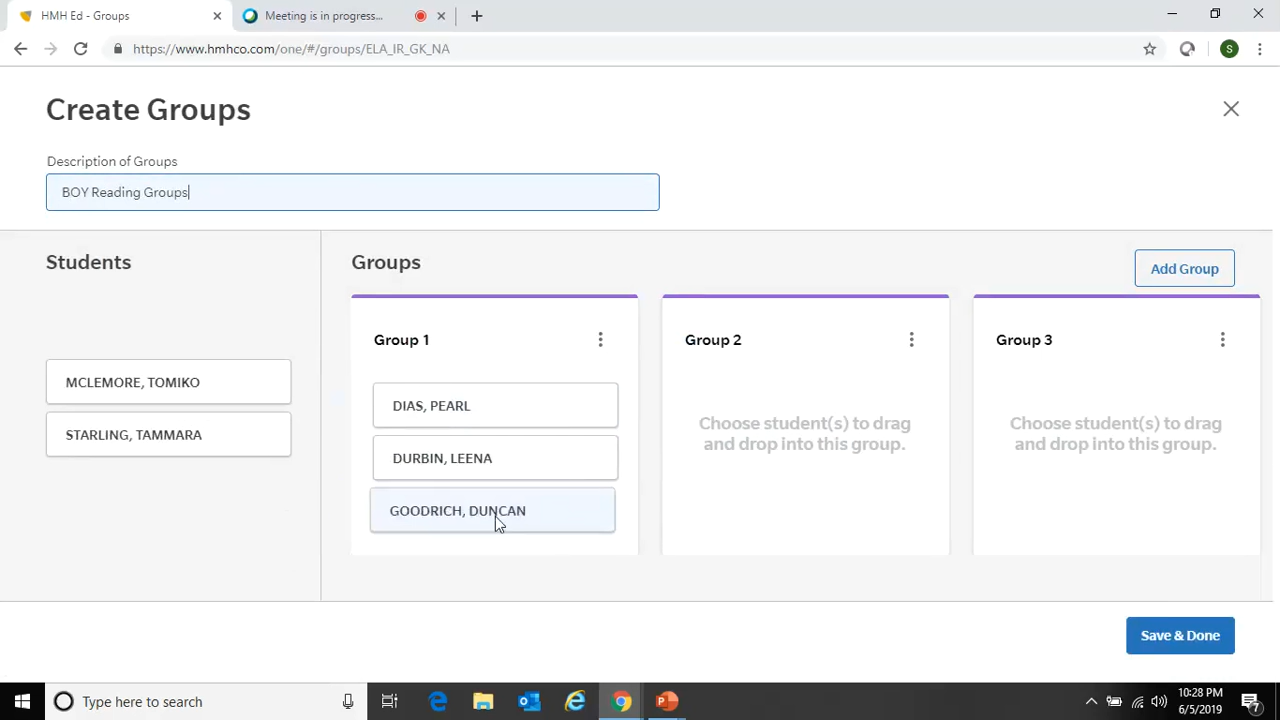 HMH Ed - Groups
Meeting is in progress...
https://www.hmhco.com/one/#/groups/ELA_IR_GK_NA
S
Create Groups
Description of Groups
BOY Reading Groups
Students
Groups
Add Group
Group 1
Group 2
Group 3
MCLEMORE, TOMIKO
STARLING, TAMMARA
DIAS, PEARL
DURBIN, LEENA
GOODRICH, DUNCAN
Choose student(s) to drag
and drop into this group.
Choose student(s) to drag
and drop into this group.
Save & Done
Type here to search
10:28 PM
6/5/2019
7